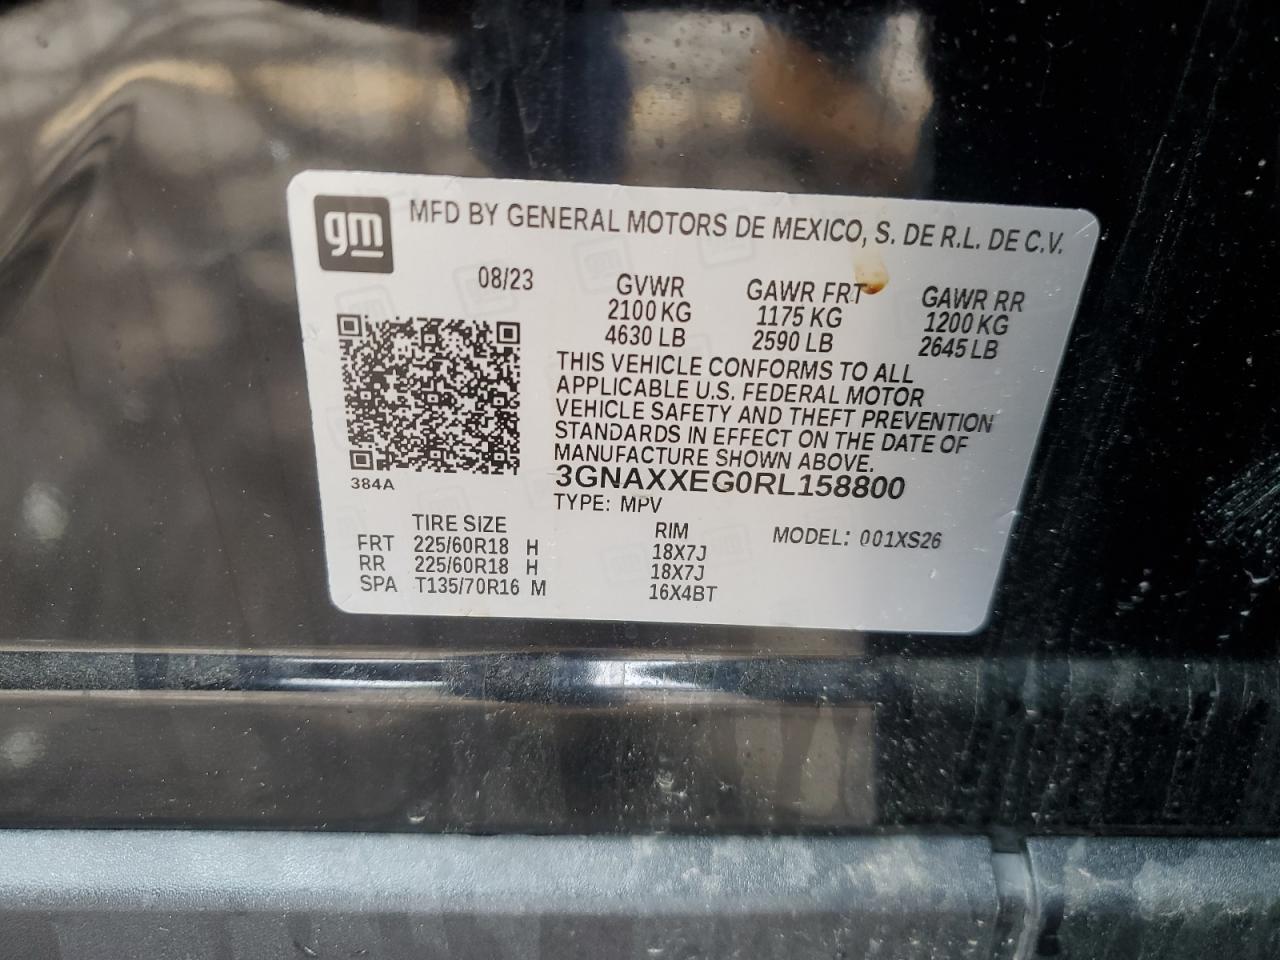 gm MFD BY GENERAL MOTORS DE MEXICO, S. DE R.L. DE C.V.
08/23
GVWR GAWR FRT GAWR RR
2100 KG 1175 KG 1200 KG
4630 LB 2590 LB 2645 LB
THIS VEHICLE CONFORMS TO ALL
APPLICABLE U.S. FEDERAL MOTOR
VEHICLE SAFETY AND THEFT PREVENTION
STANDARDS IN EFFECT ON THE DATE OF
MANUFACTURE SHOWN ABOVE.
3GNAXXEG0RL158800
384A
TYPE: MPV
MODEL: 001XS26
TIRE SIZE RIM
FRT 225/60R18 H 18X7J
RR 225/60R18 H 18X7J
SPA T135/70R16 M 16X4BT